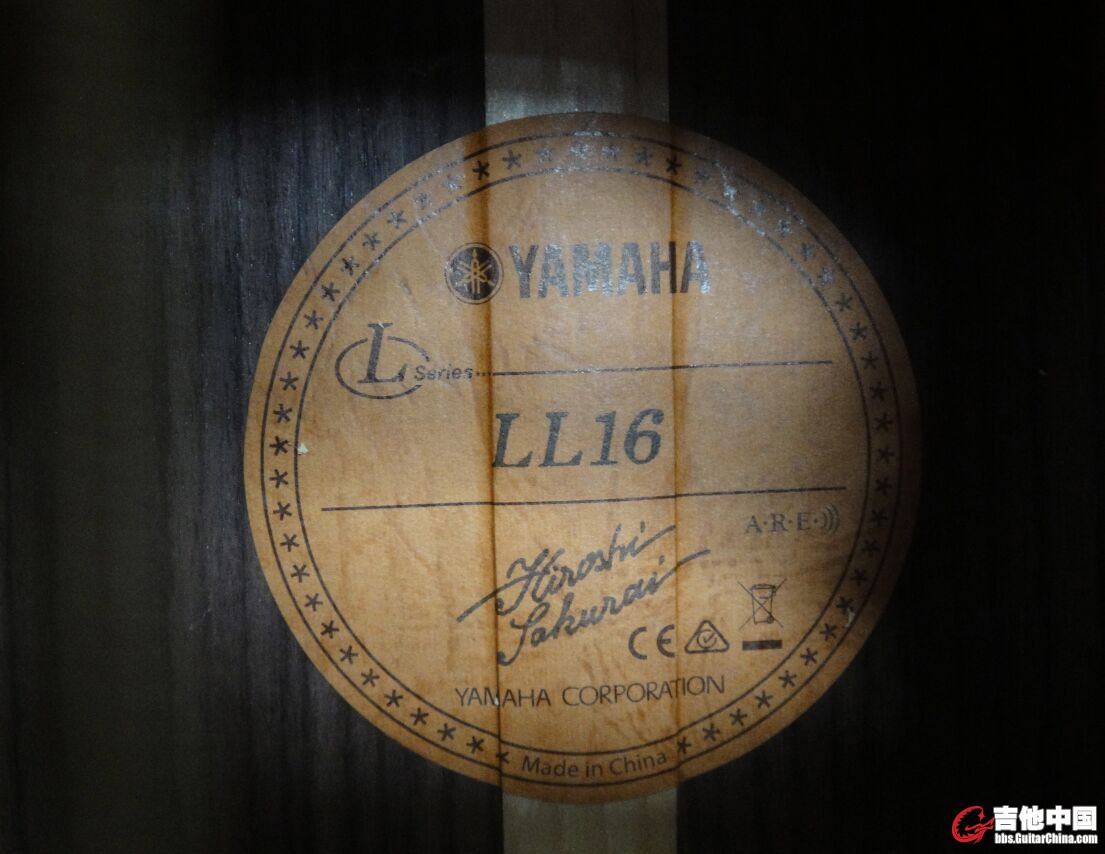 YAMAHA
L Series
LL16
A·R·E·
Hiroshi
Sakurai
CE
YAMAHA CORPORATION
Made in China
吉他中国
bbs.GuitarChina.com